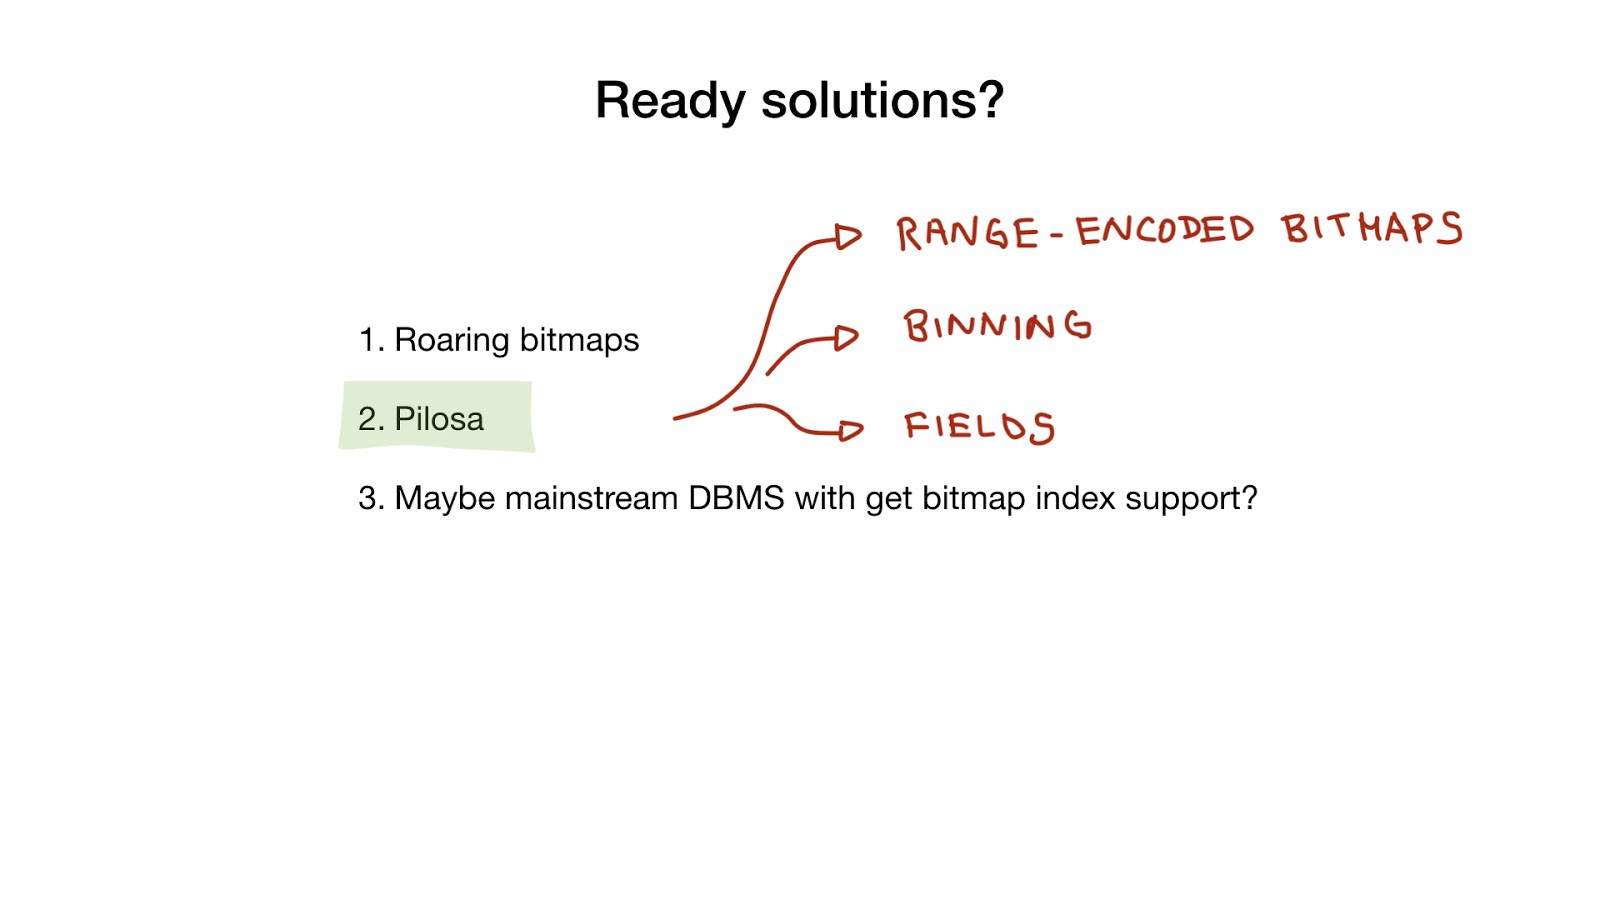 Ready solutions?
RANGE-ENCODED BITMAPS
BINNING
1. Roaring bitmaps
2. Pilosa
FIELDS
3. Maybe mainstream DBMS with get bitmap index support?